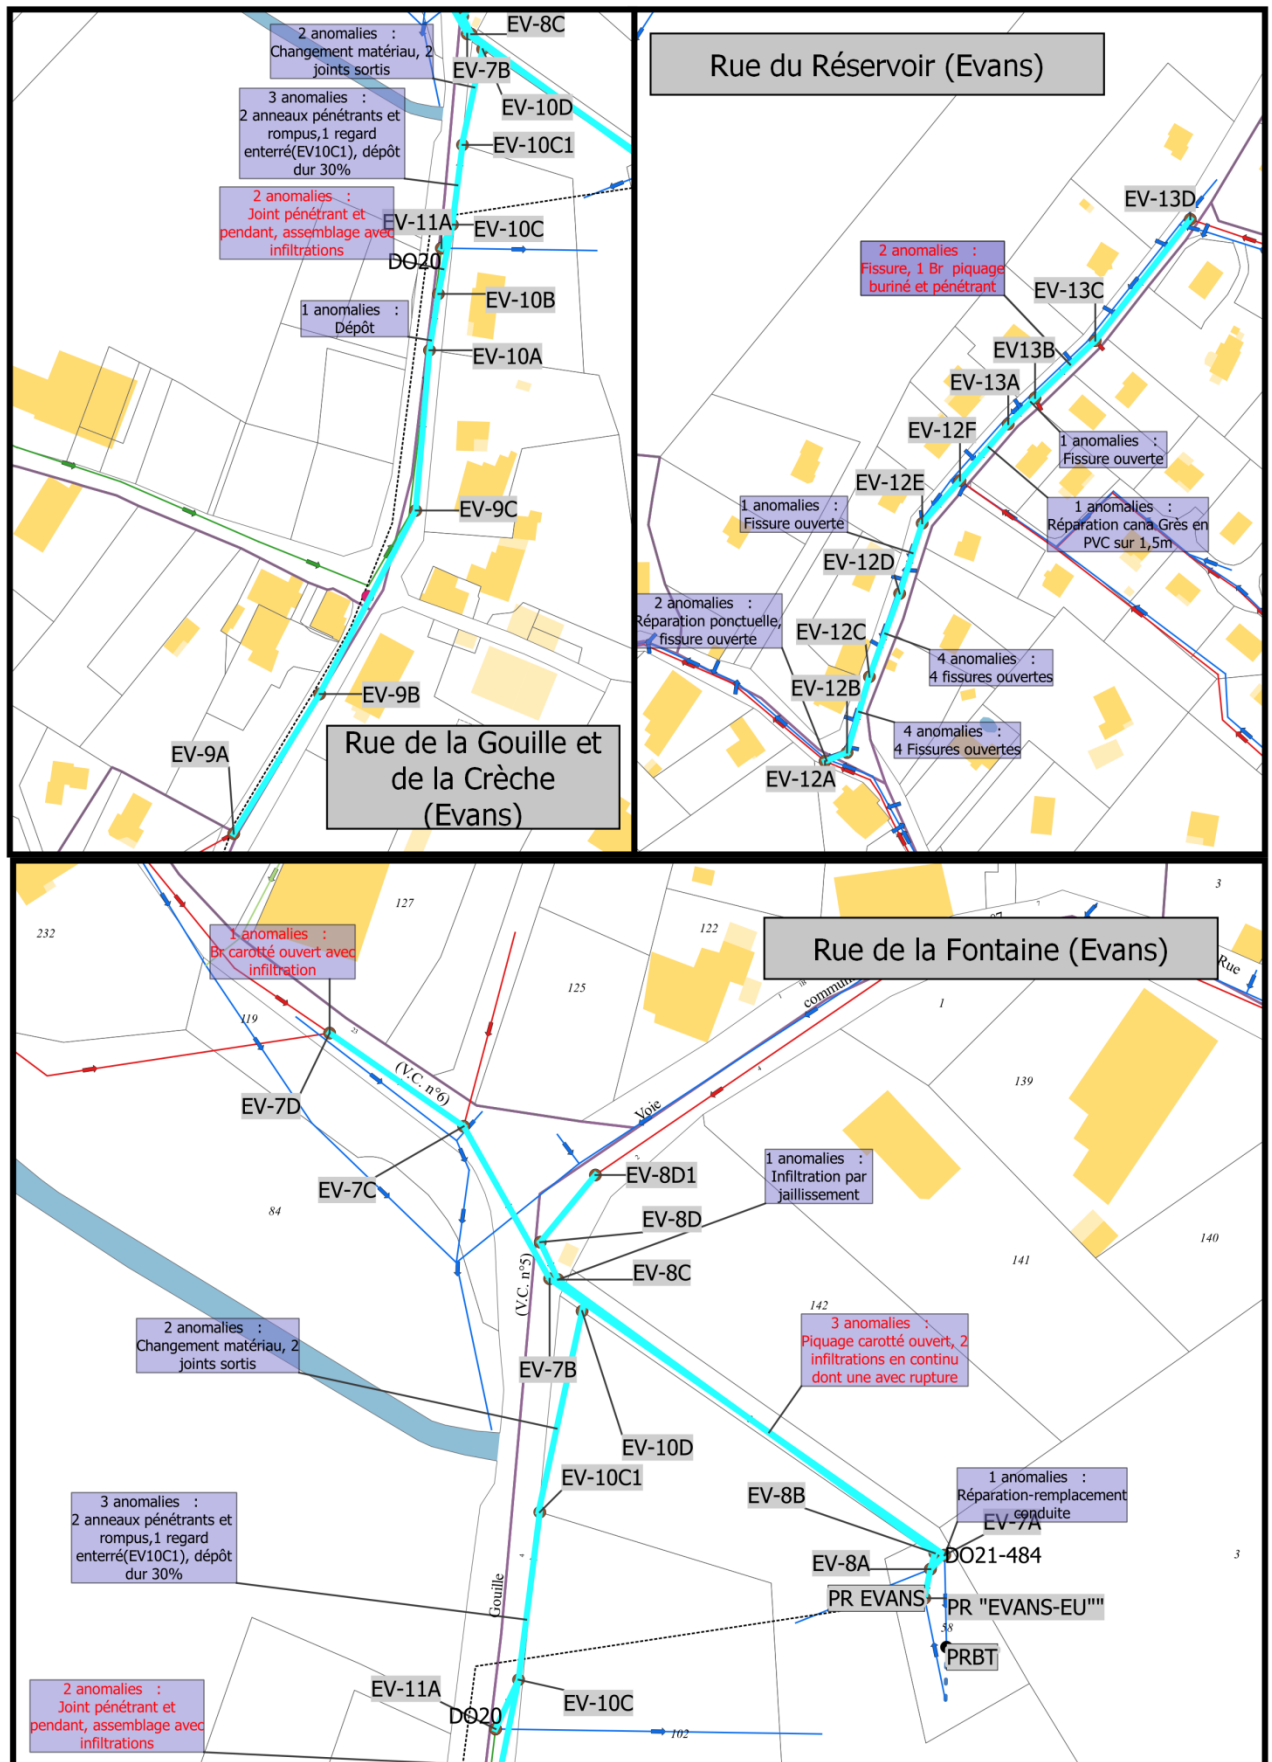 2 anomalies :
Changement matériau, 2
joints sortis
EV-8C
EV-7B
EV-10D
3 anomalies :
2 anneaux pénétrants et
rompus,1 regard
enterré(EV10C1), dépôt
dur 30%
EV-10C1
2 anomalies :
Joint pénétrant et
pendant, assemblage avec
infiltrations
EV-11A
EV-10C
DO20
EV-10B
1 anomalies :
Dépôt
EV-10A
EV-9C
EV-9B
EV-9A
Rue de la Gouille et
de la Crèche
(Evans)
Rue du Réservoir (Evans)
EV-13D
2 anomalies :
Fissure, 1 Br piquage
buriné et pénétrant
EV-13C
EV13B
EV-13A
EV-12F
1 anomalies :
Fissure ouverte
EV-12E
1 anomalies :
Fissure ouverte
1 anomalies :
Réparation cana Grès en
PVC sur 1,5m
EV-12D
2 anomalies :
Réparation ponctuelle,
fissure ouverte
EV-12C
4 anomalies :
4 fissures ouvertes
EV-12B
4 anomalies :
4 Fissures ouvertes
EV-12A
Rue de la Fontaine (Evans)
3
127
232
122
1 anomalies :
Br carotté ouvert avec
infiltration
Rue
125
commun
1
119
23
(V.C. n°6)
4
139
EV-7D
Voie
1 anomalies :
Infiltration par
jaillissement
2
EV-8D1
EV-7C
84
EV-8D
140
141
EV-8C
(V.C. n°5)
142
2 anomalies :
Changement matériau, 2
joints sortis
3 anomalies :
Piquage carotté ouvert, 2
infiltrations en continu
dont une avec rupture
EV-7B
EV-10D
EV-10C1
1 anomalies :
Réparation-remplacement
conduite
EV-8B
EV-7A
3 anomalies :
2 anneaux pénétrants et
rompus,1 regard
enterré(EV10C1), dépôt
dur 30%
DO21-484
3
4
EV-8A
Gouille
PR EVANS
PR "EVANS-EU""
58
PRBT
2 anomalies :
Joint pénétrant et
pendant, assemblage avec
infiltrations
EV-11A
EV-10C
DO20
102